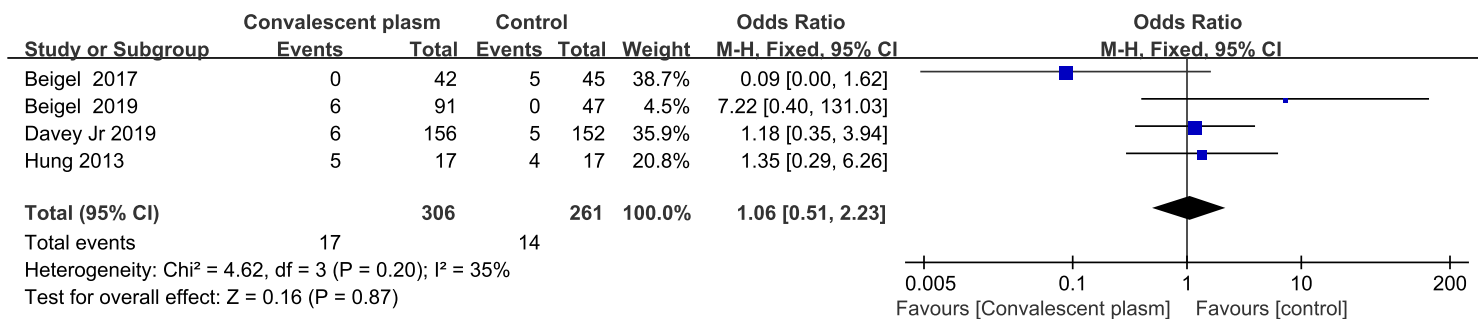 Convalescent plasm Control Odds Ratio Odds Ratio
Study or Subgroup Events Total Events Total Weight M-H, Fixed, 95% CI M-H, Fixed, 95% CI
Beigel 2017 0 42 5 45 38.7% 0.09 [0.00, 1.62]
Beigel 2019 6 91 0 47 4.5% 7.22 [0.40, 131.03]
Davey Jr 2019 6 156 5 152 35.9% 1.18 [0.35, 3.94]
Hung 2013 5 17 4 17 20.8% 1.35 [0.29, 6.26]
Total (95% CI) 306 261 100.0% 1.06 [0.51, 2.23]
Total events 17 14
Heterogeneity: Chi² = 4.62, df = 3 (P = 0.20); I² = 35%
Test for overall effect: Z = 0.16 (P = 0.87)
0.005 0.1 1 10 200
Favours [Convalescent plasm] Favours [control]